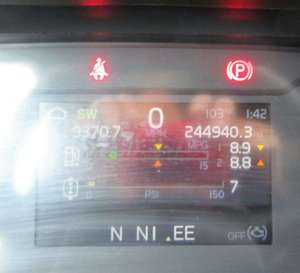 P
SW 0 103 1:42
9370.7 MPH 244940.3
MPG 1 8.9
15 2 8.8
7
PSI 150
N NI EE OFF